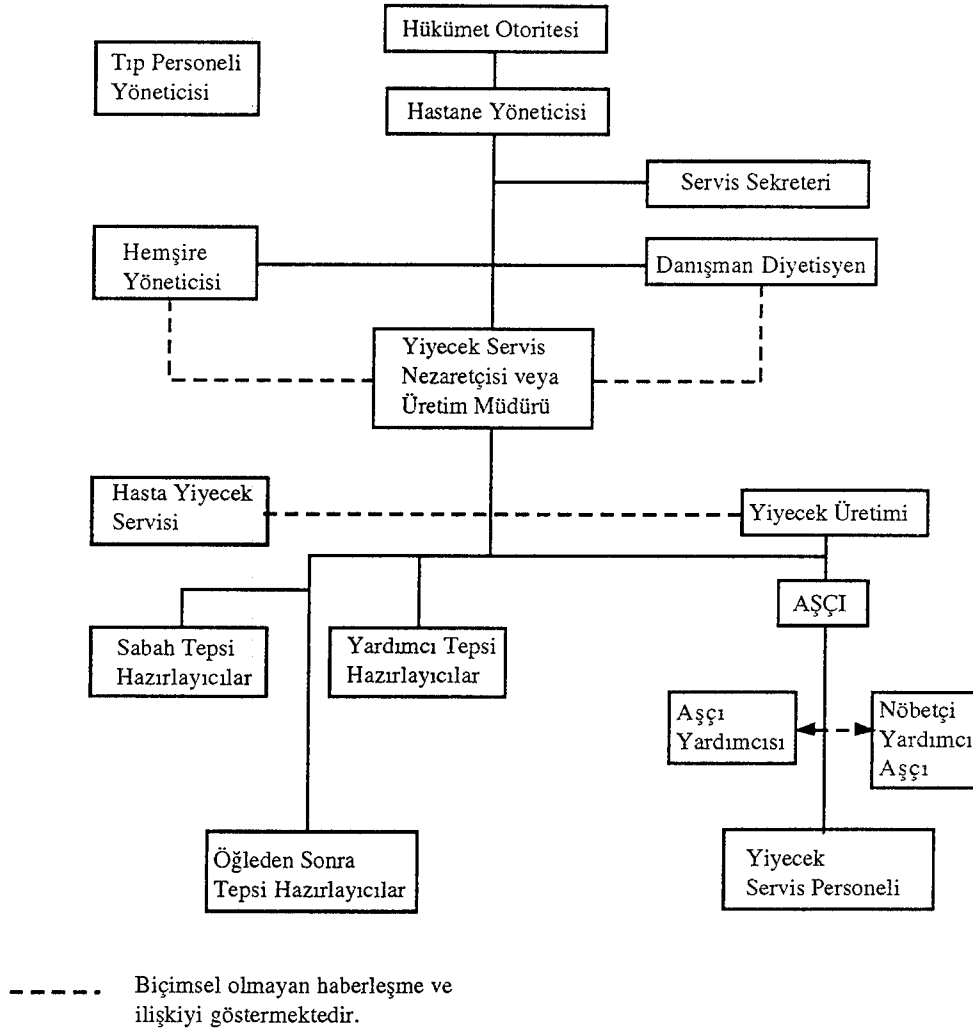 Hükümet Otoritesi
Tıp Personeli
Yöneticisi
Hastane Yöneticisi
Servis Sekreteri
Hemşire
Yöneticisi
Danışman Diyetisyen
Yiyecek Servis
Nezaretçisi veya
Üretim Müdürü
Hasta Yiyecek
Servisi
Yiyecek Üretimi
AŞÇI
Sabah Tepsi
Hazırlayıcılar
Yardımcı Tepsi
Hazırlayıcılar
Aşçı
Yardımcısı
Nöbetçi
Yardımcı
Aşçı
Öğleden Sonra
Tepsi Hazırlayıcılar
Yiyecek
Servis Personeli
Biçimsel olmayan haberleşme ve
ilişkiyi göstermektedir.